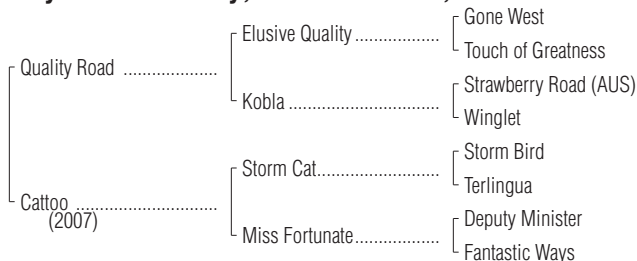 Gone West
Elusive Quality ..................
Touch of Greatness
Quality Road ....................
Strawberry Road (AUS)
Kobla ................................
Winglet
Storm Bird
Storm Cat..........................
Terlingua
Cattoo ..............................
(2007)
Deputy Minister
Miss Fortunate..................
Fantastic Ways